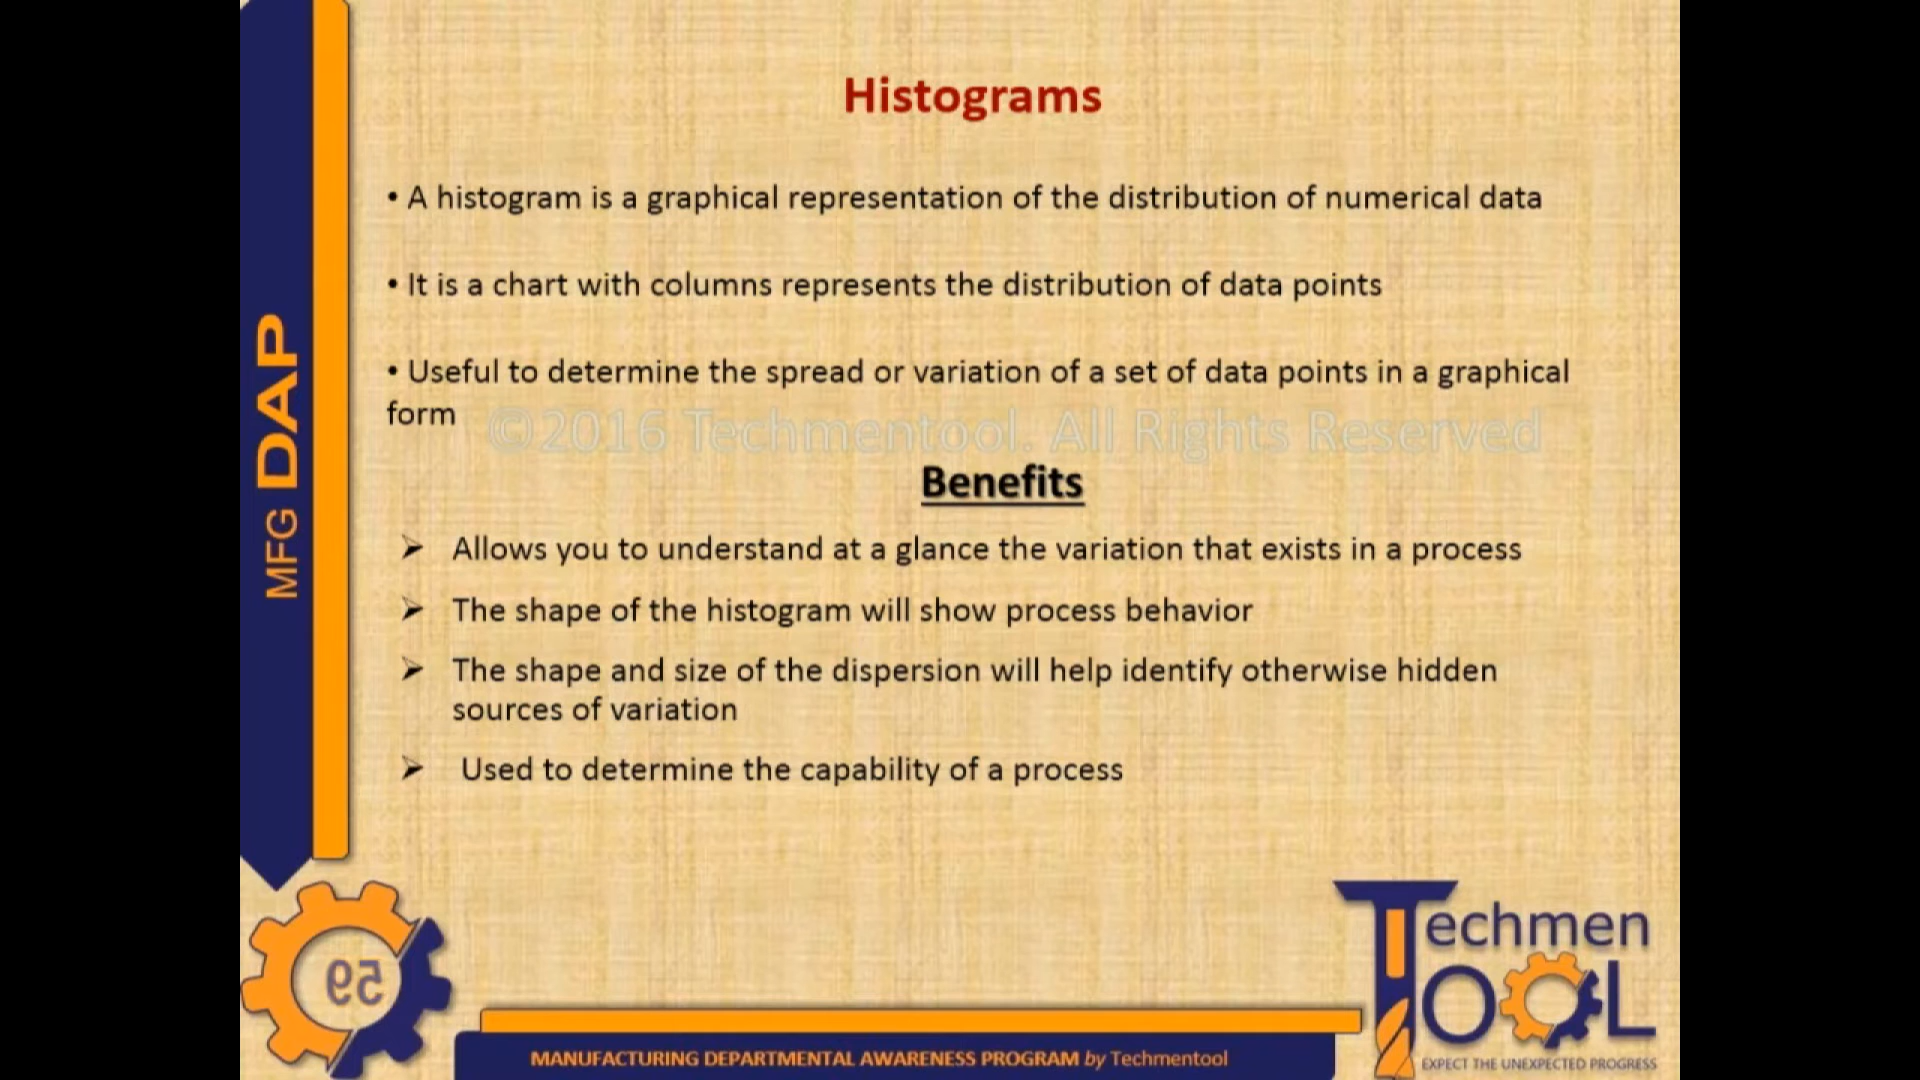 Histograms
• A histogram is a graphical representation of the distribution of numerical data
• It is a chart with columns represents the distribution of data points
• Useful to determine the spread or variation of a set of data points in a graphical
form
©2016 Techmentool. All Rights Reserved
Benefits
➢ Allows you to understand at a glance the variation that exists in a process
➢ The shape of the histogram will show process behavior
➢ The shape and size of the dispersion will help identify otherwise hidden
sources of variation
➢ Used to determine the capability of a process
MFG DAP
59
MANUFACTURING DEPARTMENTAL AWARENESS PROGRAM by Techmentool
Techmen
TOOL
EXPECT THE UNEXPECTED PROGRESS